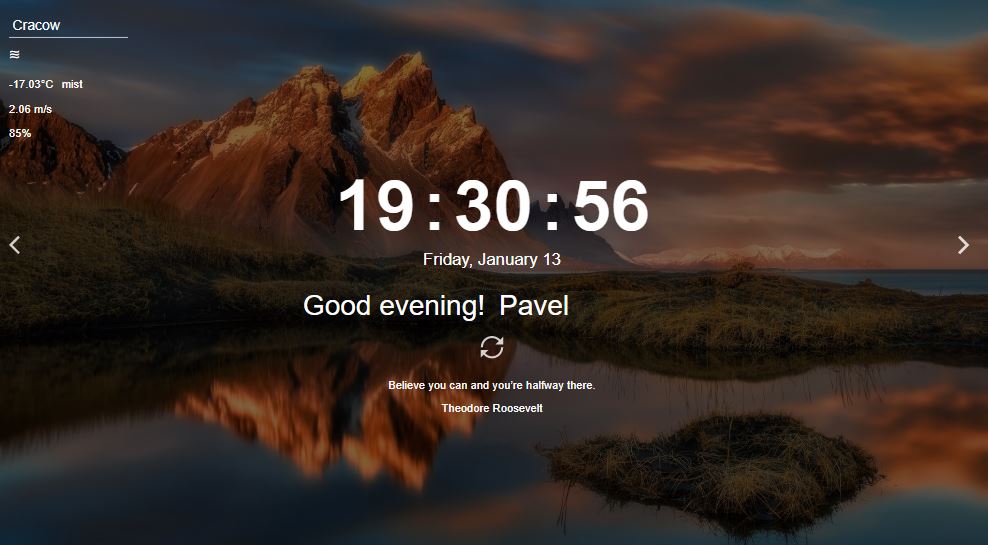 Cracow
-17.03°C mist
2.06 m/s
85%
19:30:56
Friday, January 13
Good evening! Pavel
Believe you can and you're halfway there.
Theodore Roosevelt